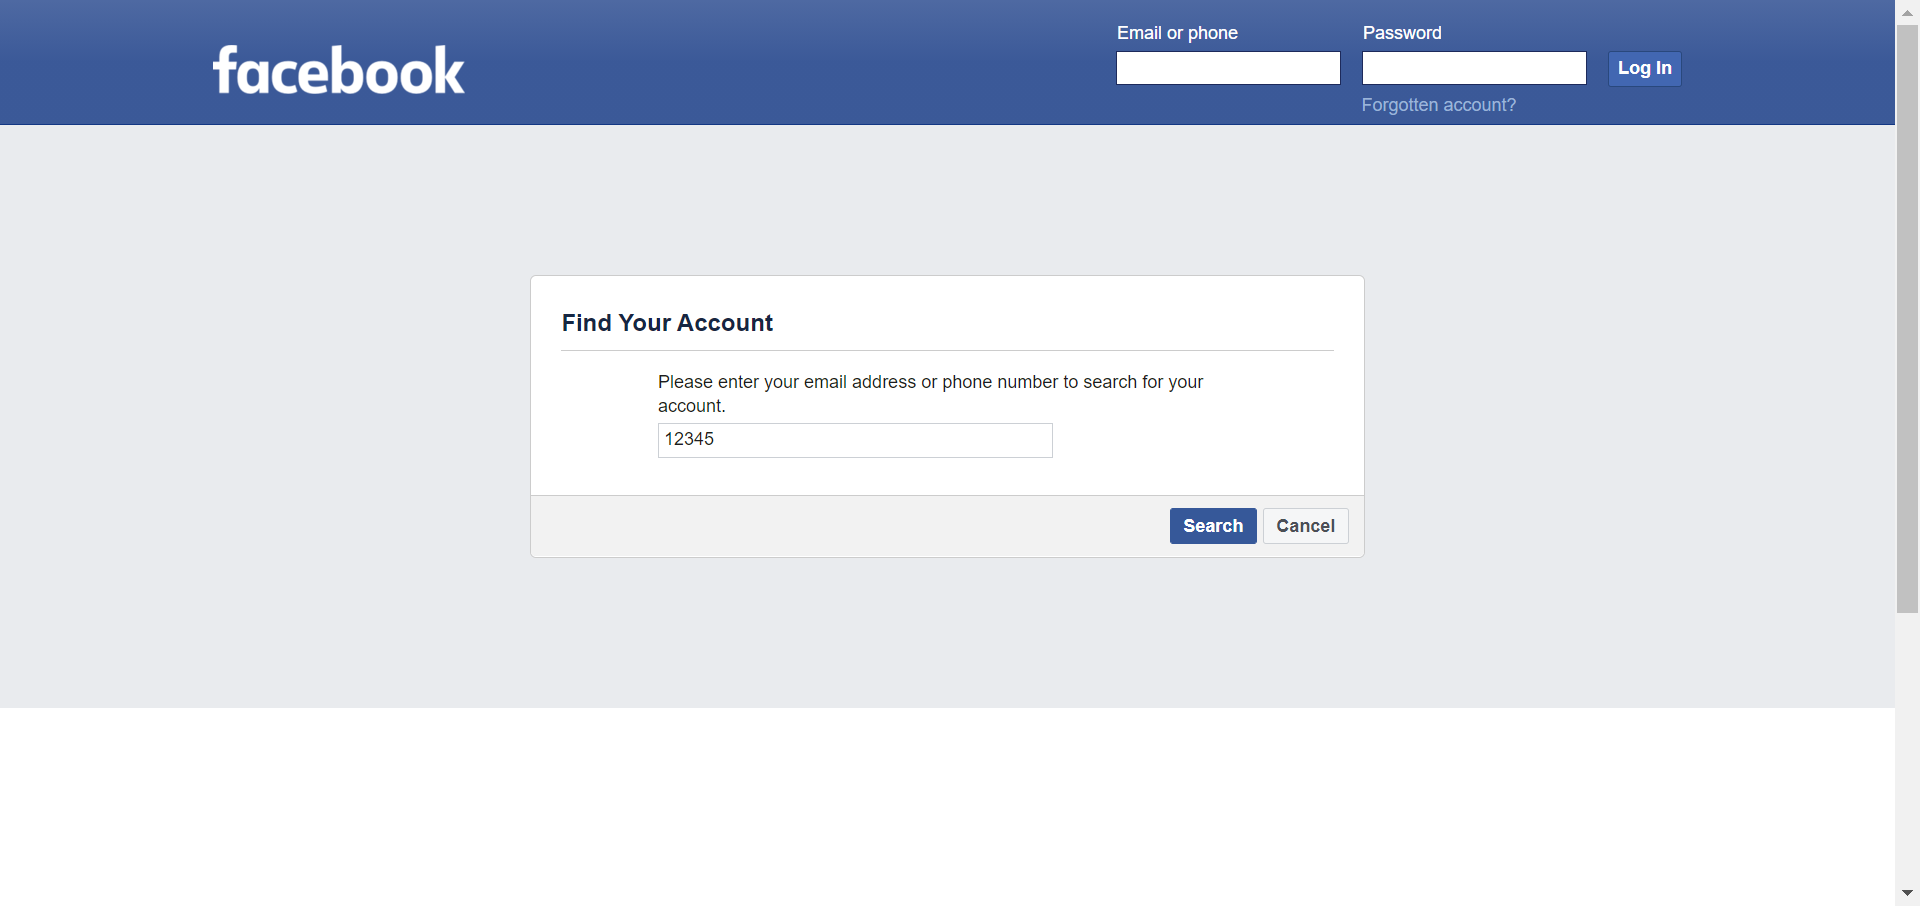 facebook
Email or phone
Password
Log In
Forgotten account?
Find Your Account
Please enter your email address or phone number to search for your
account.
12345
Search
Cancel